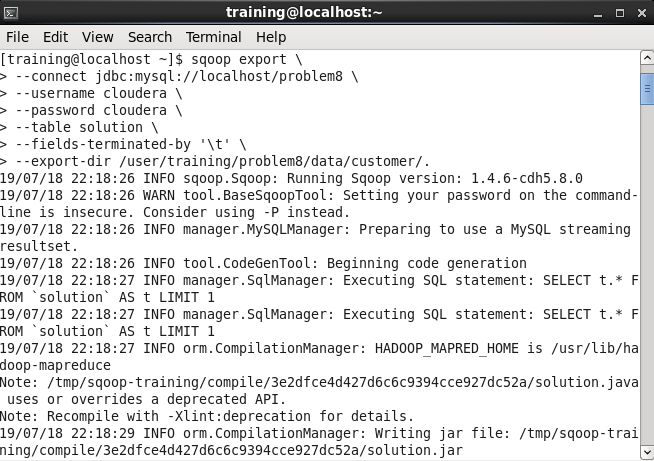 training@localhost:~
File Edit View Search Terminal Help
[training@localhost ~]$ sqoop export \
> --connect jdbc:mysql://localhost/problem8 \
> --username cloudera \
> --password cloudera \
> --table solution \
> --fields-terminated-by '\t' \
> --export-dir /user/training/problem8/data/customer/.
19/07/18 22:18:26 INFO sqoop.Sqoop: Running Sqoop version: 1.4.6-cdh5.8.0
19/07/18 22:18:26 WARN tool.BaseSqoopTool: Setting your password on the command-
line is insecure. Consider using -P instead.
19/07/18 22:18:26 INFO manager.MySQLManager: Preparing to use a MySQL streaming
resultset.
19/07/18 22:18:26 INFO tool.CodeGenTool: Beginning code generation
19/07/18 22:18:27 INFO manager.SqlManager: Executing SQL statement: SELECT t.* F
ROM `solution` AS t LIMIT 1
19/07/18 22:18:27 INFO manager.SqlManager: Executing SQL statement: SELECT t.* F
ROM `solution` AS t LIMIT 1
19/07/18 22:18:27 INFO orm.CompilationManager: HADOOP_MAPRED_HOME is /usr/lib/ha
doop-mapreduce
Note: /tmp/sqoop-training/compile/3e2dfce4d427d6c6c9394cce927dc52a/solution.java
uses or overrides a deprecated API.
Note: Recompile with -Xlint:deprecation for details.
19/07/18 22:18:29 INFO orm.CompilationManager: Writing jar file: /tmp/sqoop-trai
ning/compile/3e2dfce4d427d6c6c9394cce927dc52a/solution.jar